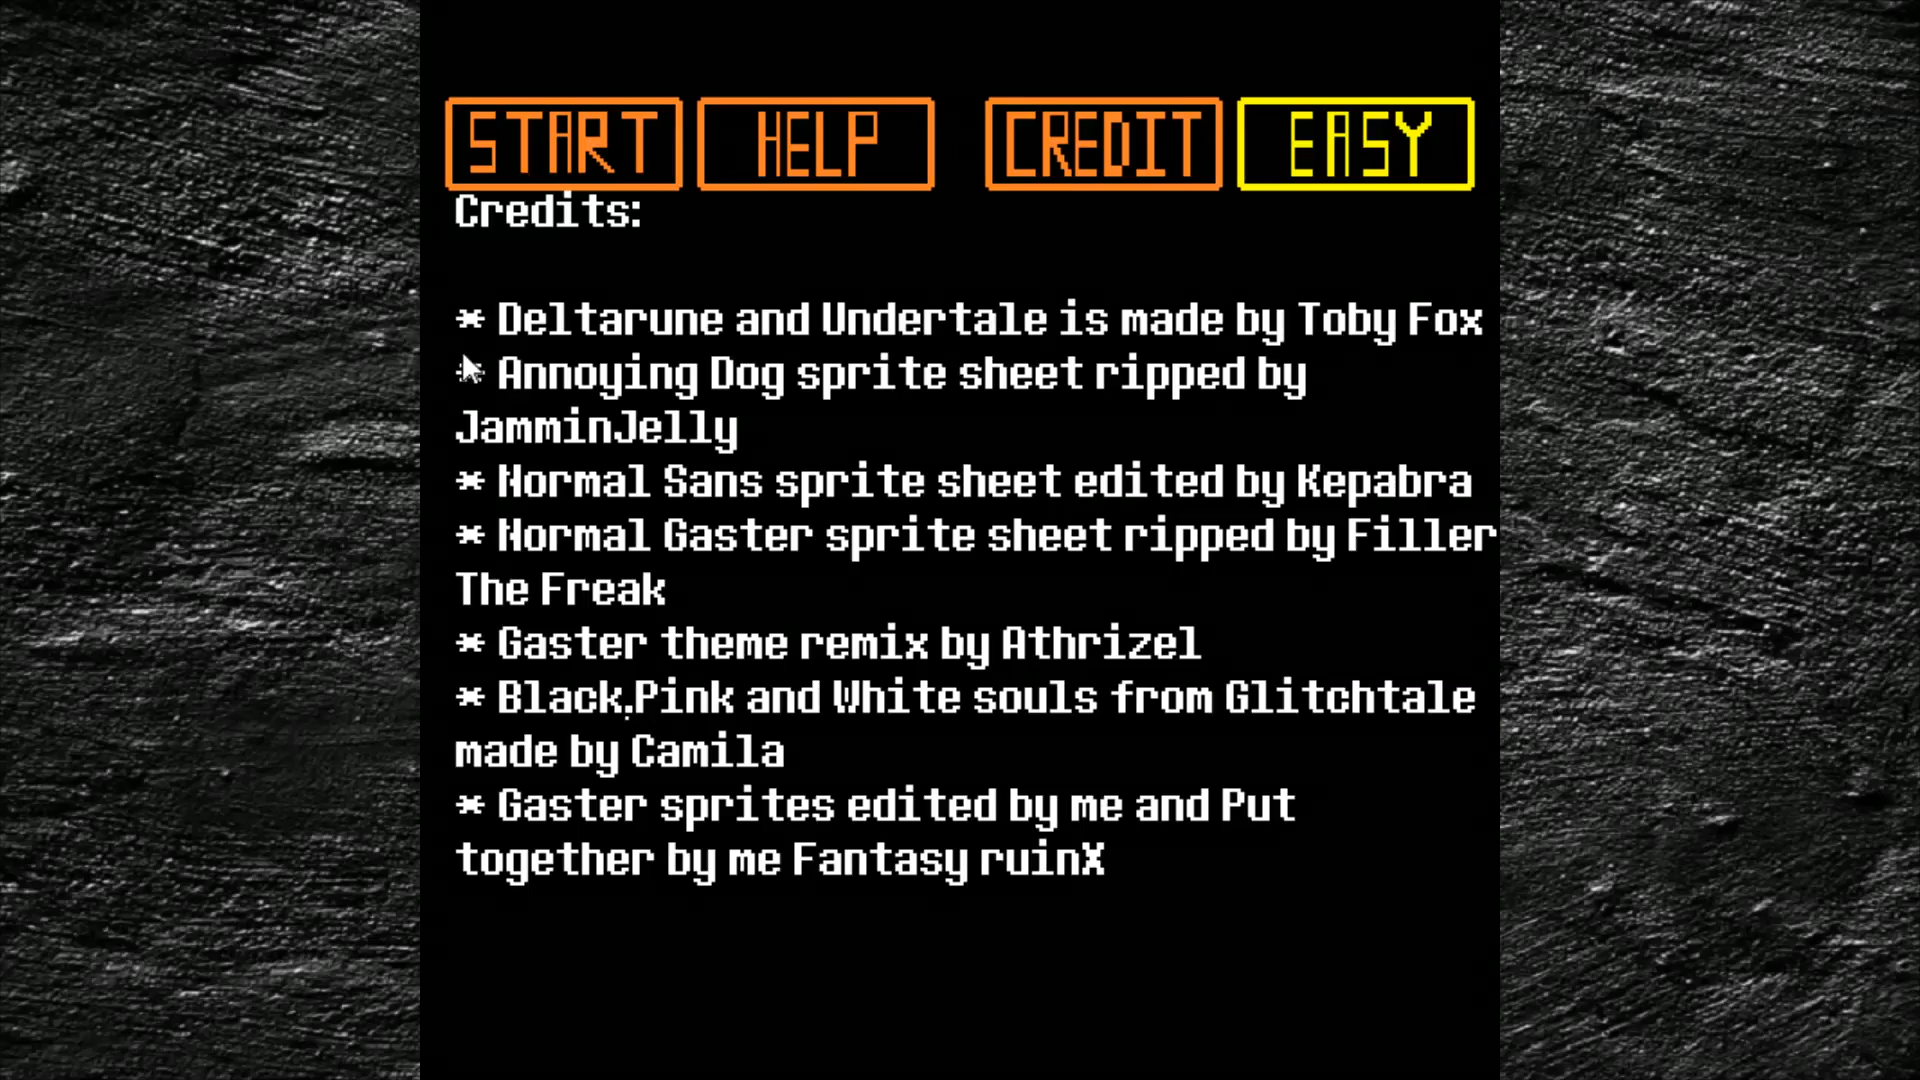 START HELP CREDIT EASY
Credits:
* Deltarune and Undertale is made by Toby Fox
* Annoying Dog sprite sheet ripped by
JamminJelly
* Normal Sans sprite sheet edited by Kepabra
* Normal Gaster sprite sheet ripped by Filler
The Freak
* Gaster theme remix by Athrizel
* Black,Pink and White souls from Glitchtale
made by Camila
* Gaster sprites edited by me and Put
together by me Fantasy ruinX